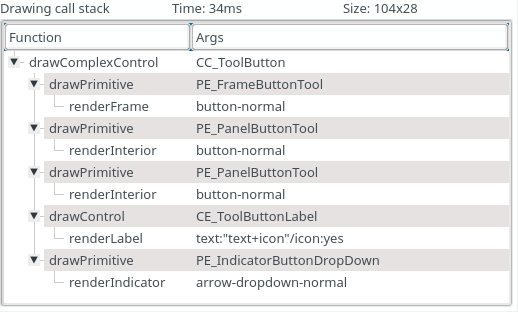 Drawing call stack Time: 34ms Size: 104x28
Function Args
drawComplexControl CC_ToolButton
drawPrimitive PE_FrameButtonTool
renderFrame button-normal
drawPrimitive PE_PanelButtonTool
renderInterior button-normal
drawPrimitive PE_PanelButtonTool
renderInterior button-normal
drawControl CE_ToolButtonLabel
renderLabel text:"text+icon"/icon:yes
drawPrimitive PE_IndicatorButtonDropDown
renderIndicator arrow-dropdown-normal